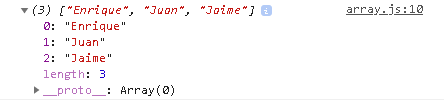 ▼ (3) ["Enrique", "Juan", "Jaime"] i array.js:10
0: "Enrique"
1: "Juan"
2: "Jaime"
length: 3
▶ __proto__: Array(0)